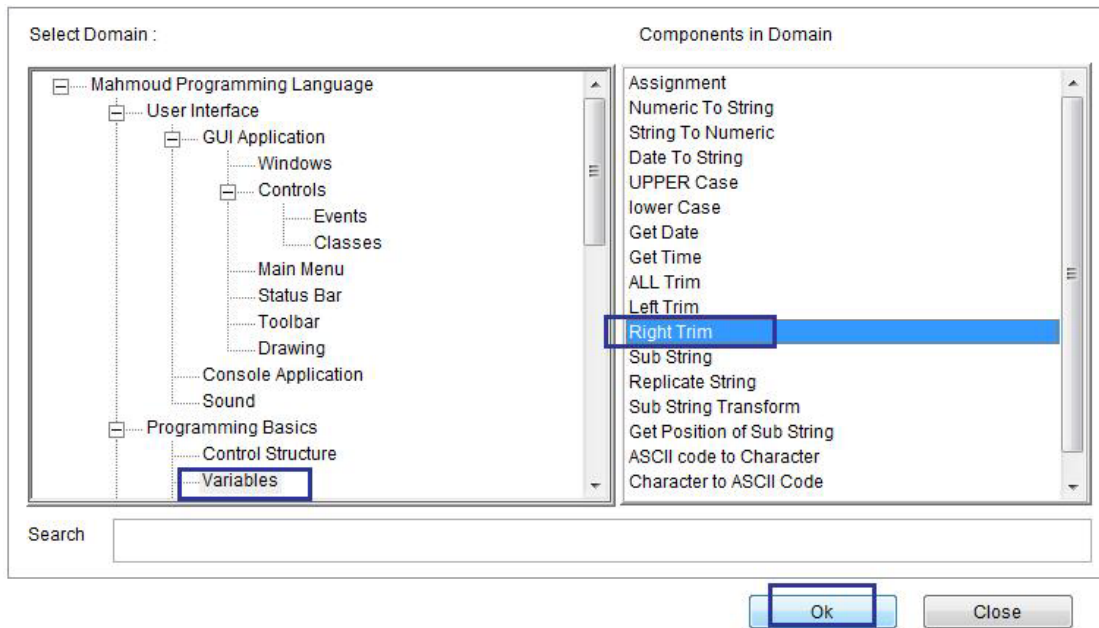 Select Domain :
Components in Domain
Mahmoud Programming Language
User Interface
GUI Application
Windows
Controls
Events
Classes
Main Menu
Status Bar
Toolbar
Drawing
Console Application
Sound
Programming Basics
Control Structure
Variables
Assignment
Numeric To String
String To Numeric
Date To String
UPPER Case
lower Case
Get Date
Get Time
ALL Trim
Left Trim
Right Trim
Sub String
Replicate String
Sub String Transform
Get Position of Sub String
ASCII code to Character
Character to ASCII Code
Search
Ok
Close